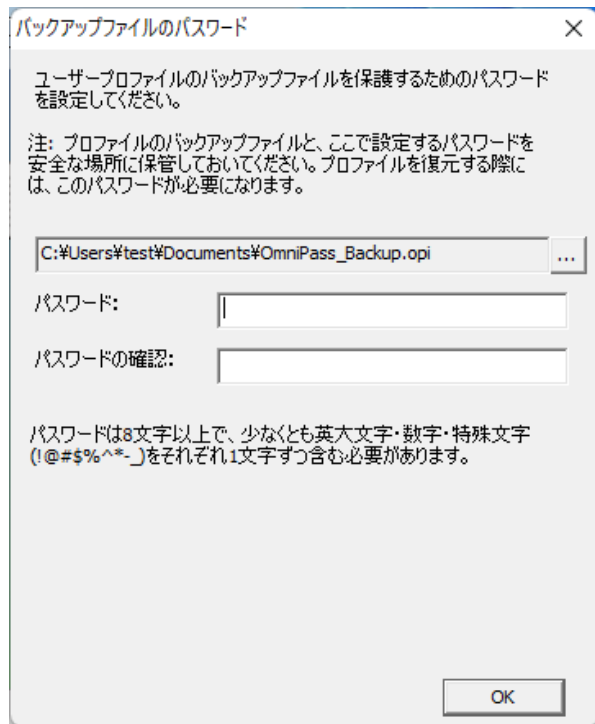 バックアップファイルのパスワード
ユーザープロファイルのバックアップファイルを保護するためのパスワード
を設定してください。
注: プロファイルのバックアップファイルと、ここで設定するパスワードを
安全な場所に保管しておいてください。プロファイルを復元する際に
は、このパスワードが必要になります。
C:¥Users¥test¥Documents¥OmniPass_Backup.opi
...
パスワード:
パスワードの確認:
パスワードは8文字以上で、少なくとも英大文字・数字・特殊文字
(!@#$%^*-_)をそれぞれ1文字ずつ含む必要があります。
OK